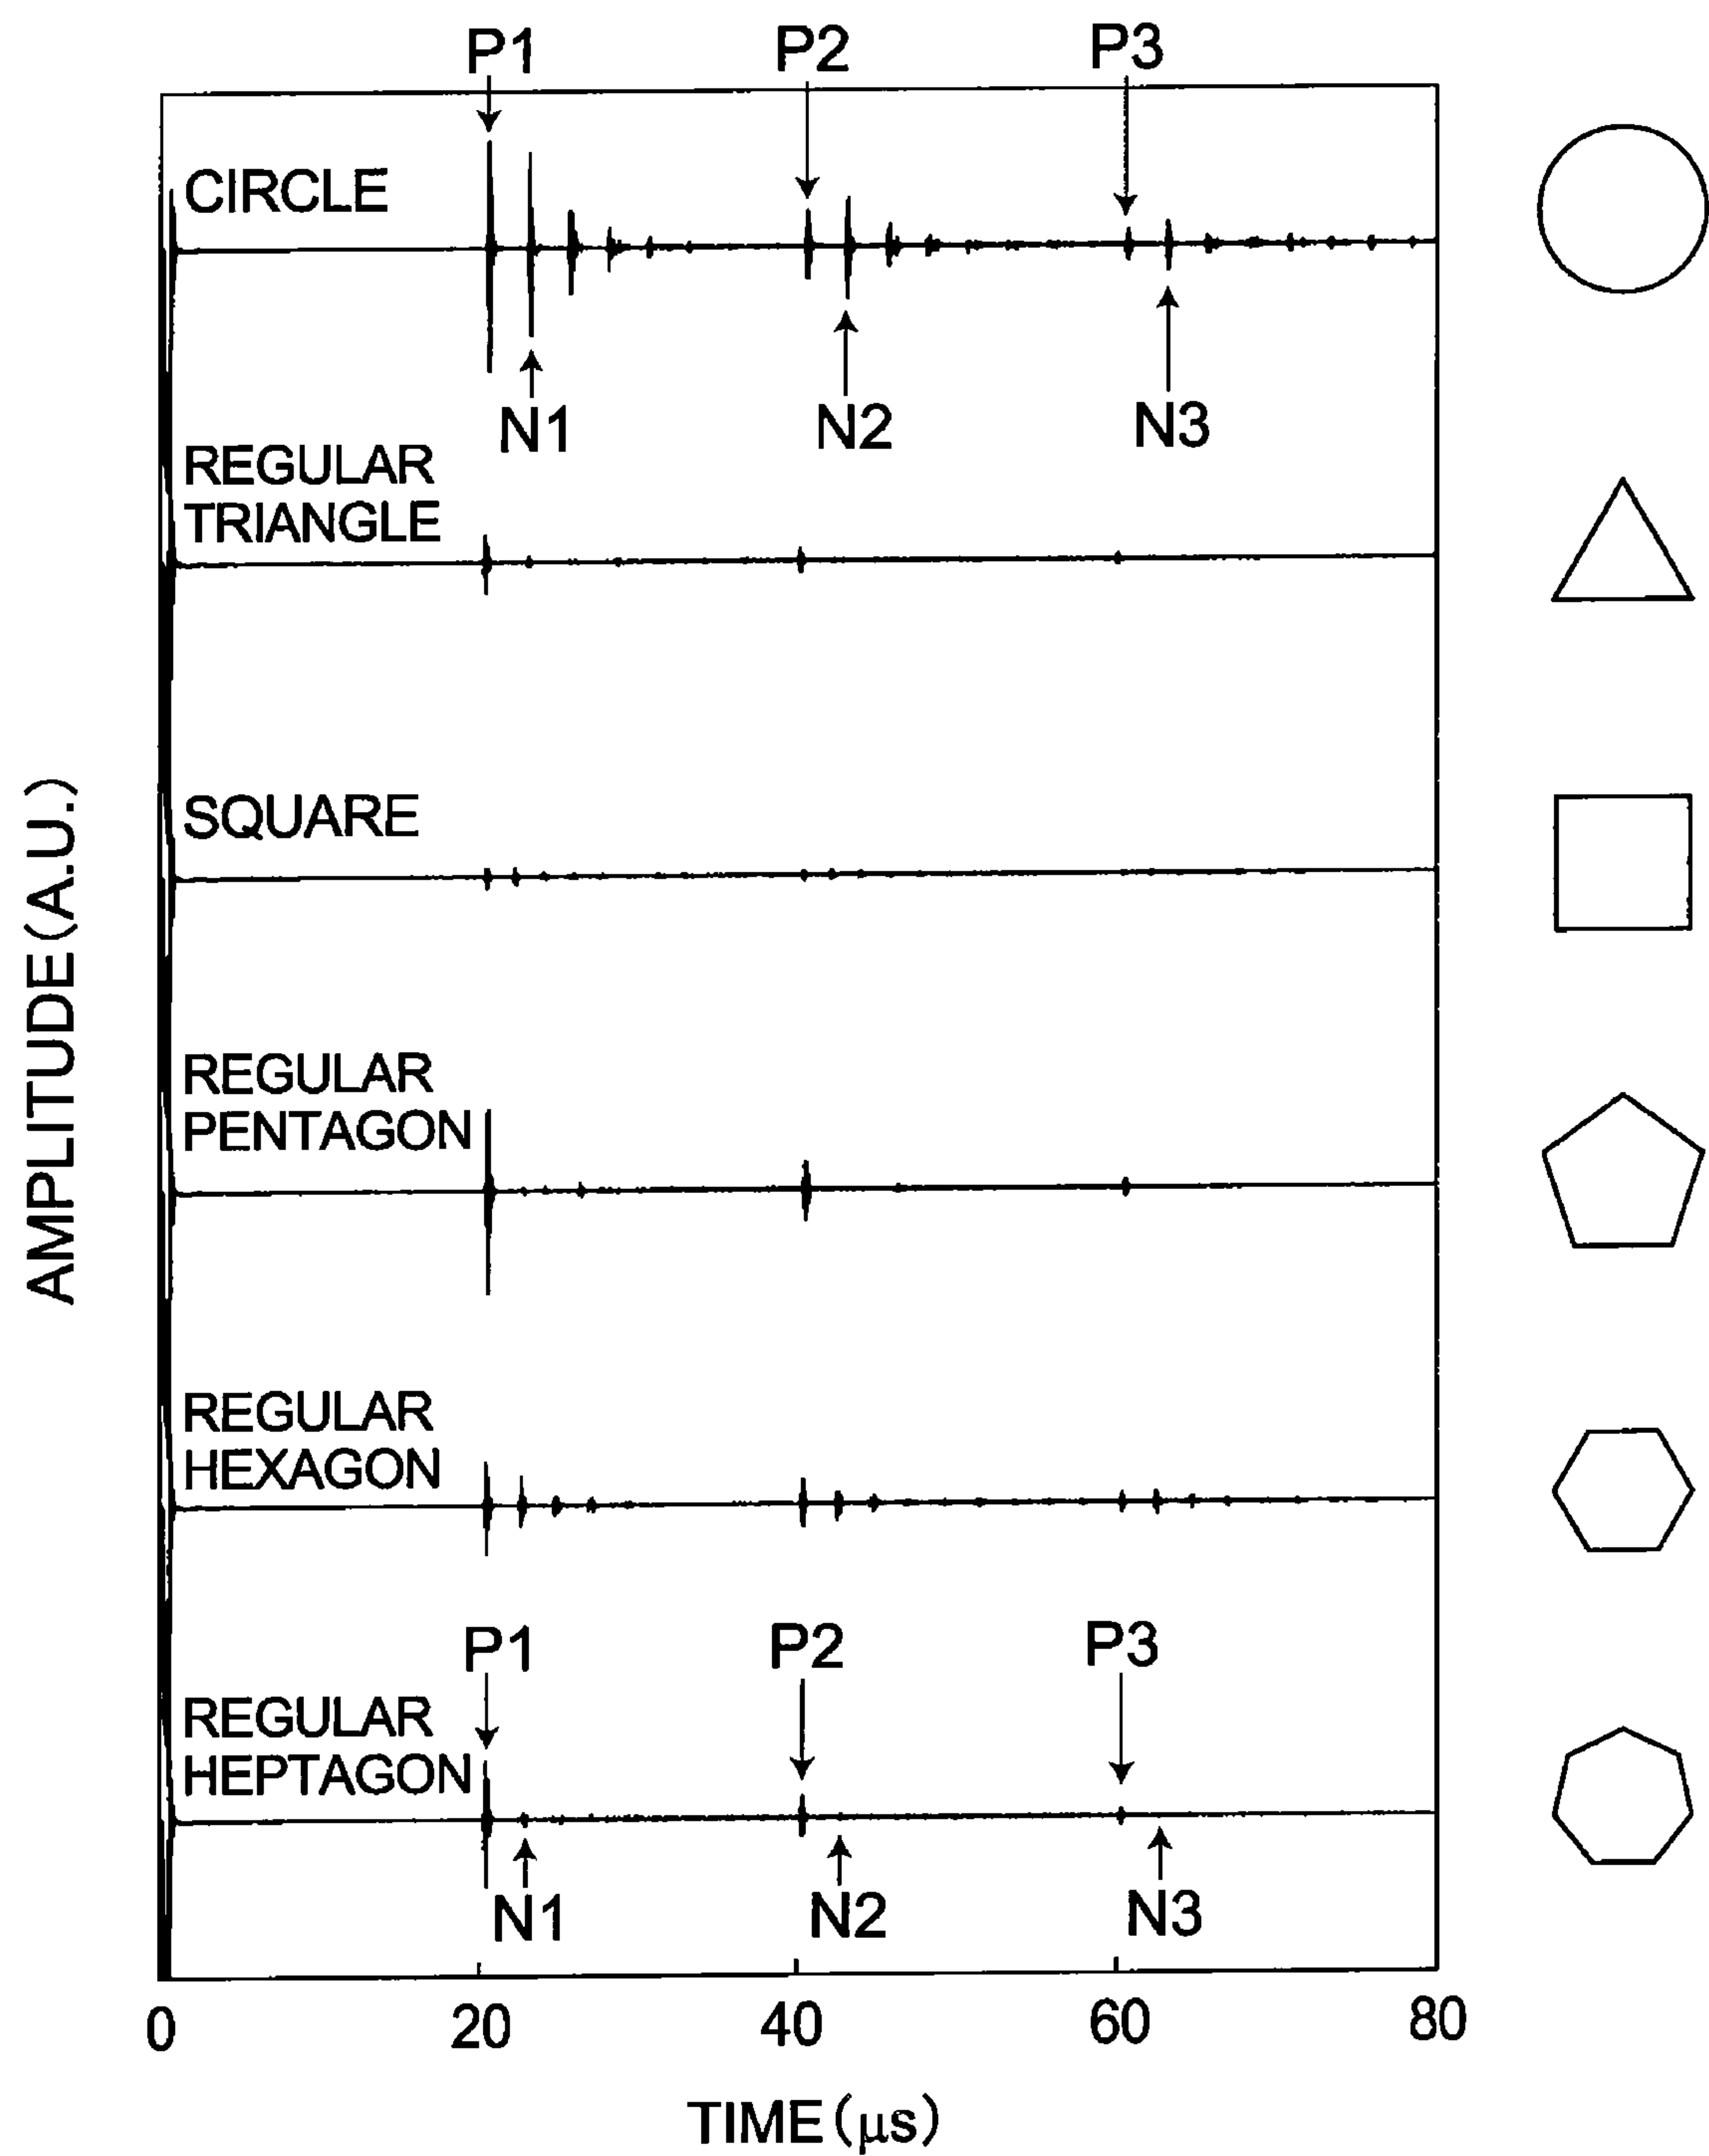 P1 P2 P3
CIRCLE
N1 N2 N3
REGULAR
TRIANGLE
SQUARE
REGULAR
PENTAGON
REGULAR
HEXAGON
P1 P2 P3
REGULAR
HEPTAGON
N1 N2 N3
AMPLITUDE(A.U.)
0 20 40 60 80
TIME(μs)